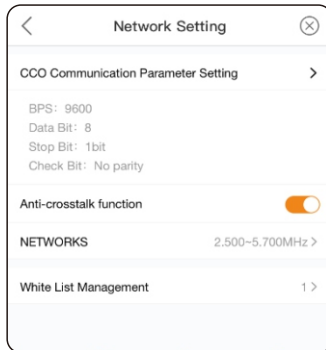 Network Setting
CCO Communication Parameter Setting
BPS: 9600
Data Bit: 8
Stop Bit: 1bit
Check Bit: No parity
Anti-crosstalk function
NETWORKS 2.500~5.700MHz >
White List Management 1 >